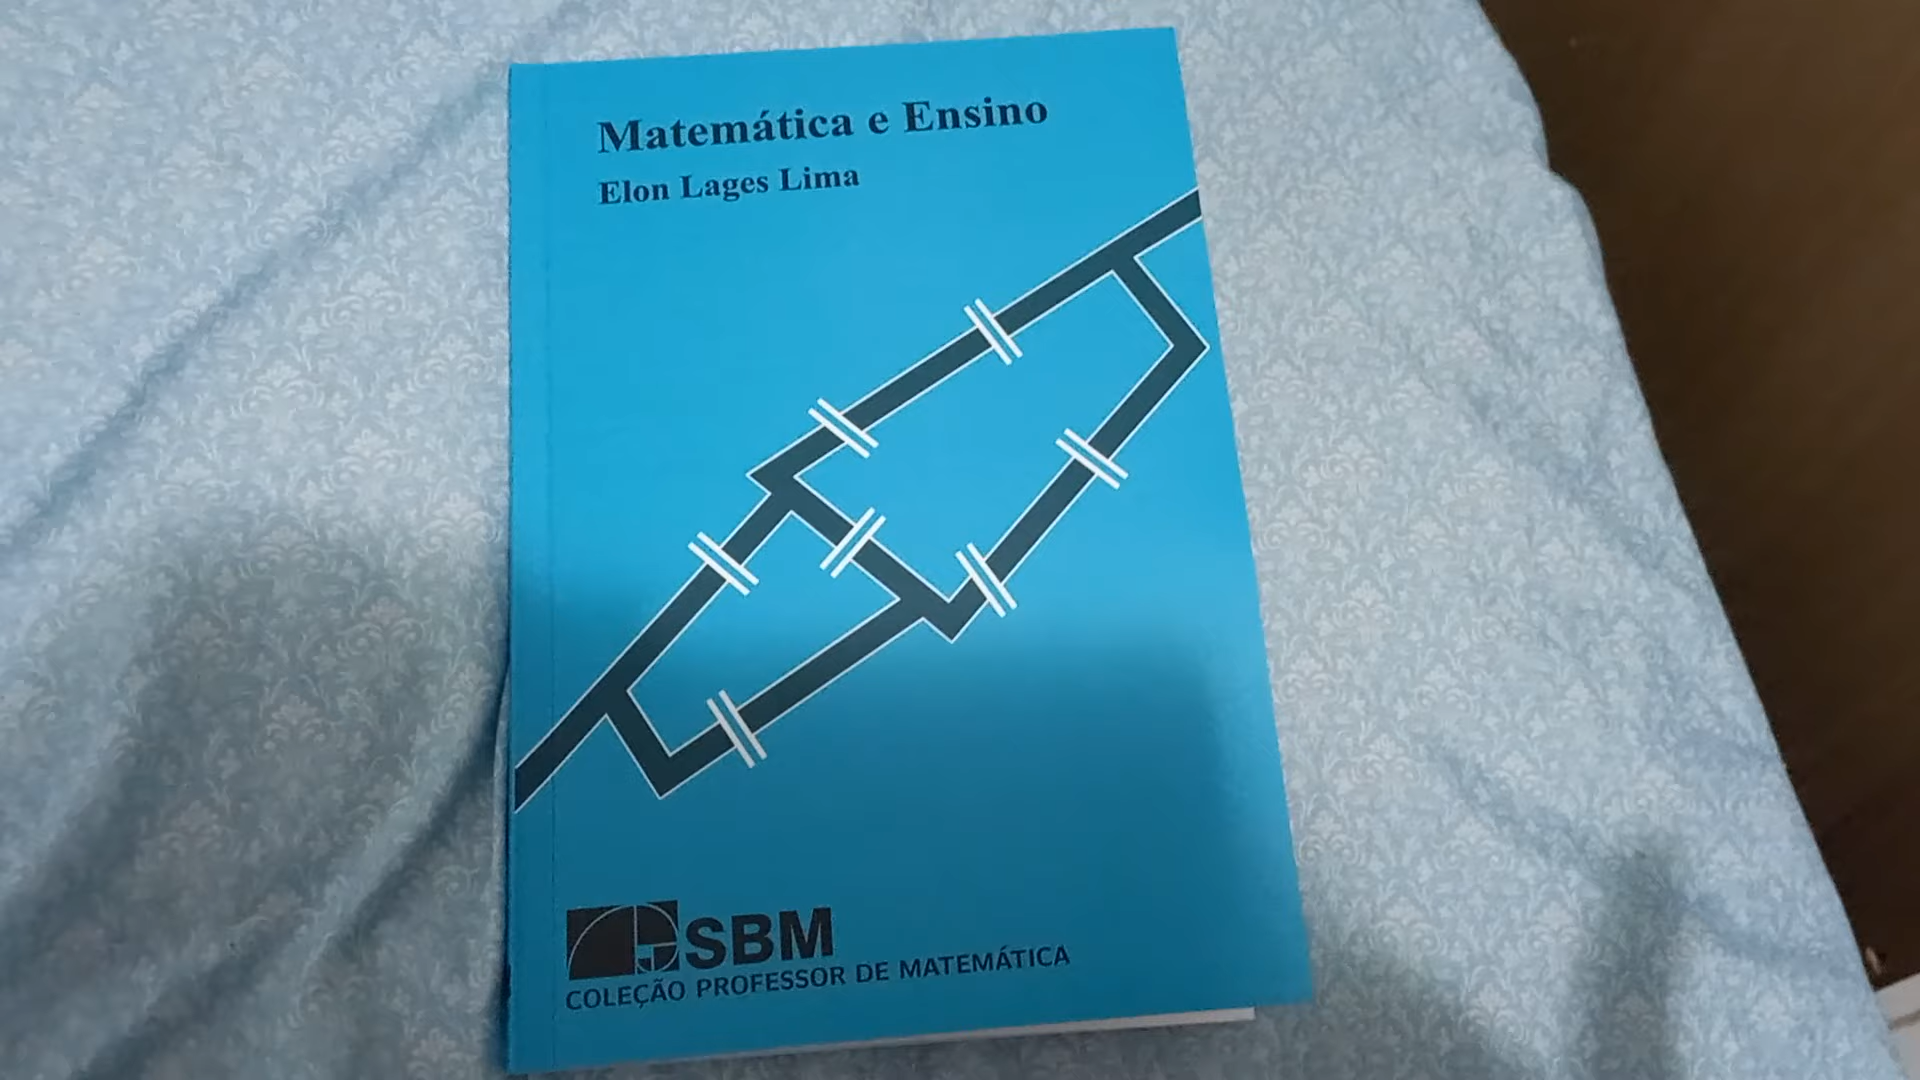 Matemática e Ensino
Elon Lages Lima
SBM
COLEÇÃO PROFESSOR DE MATEMÁTICA